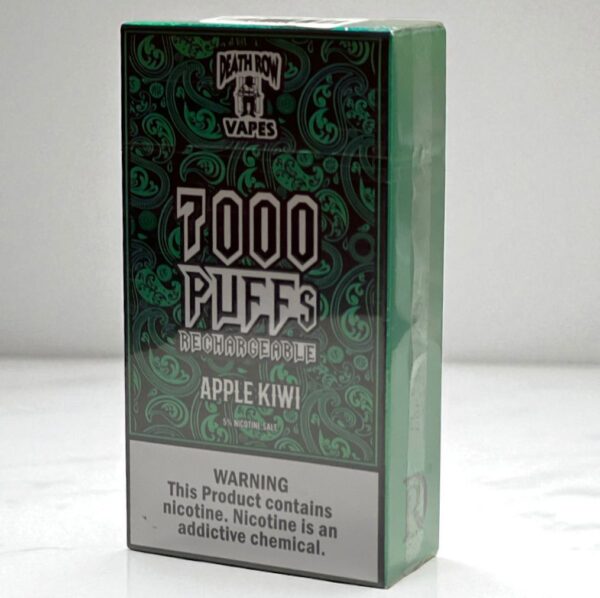 DEATH ROW
VAPES
7000
PUFFs
RECHARGEABLE
APPLE KIWI
5% NICOTINE SALT
WARNING
This Product contains
nicotine. Nicotine is an
addictive chemical.